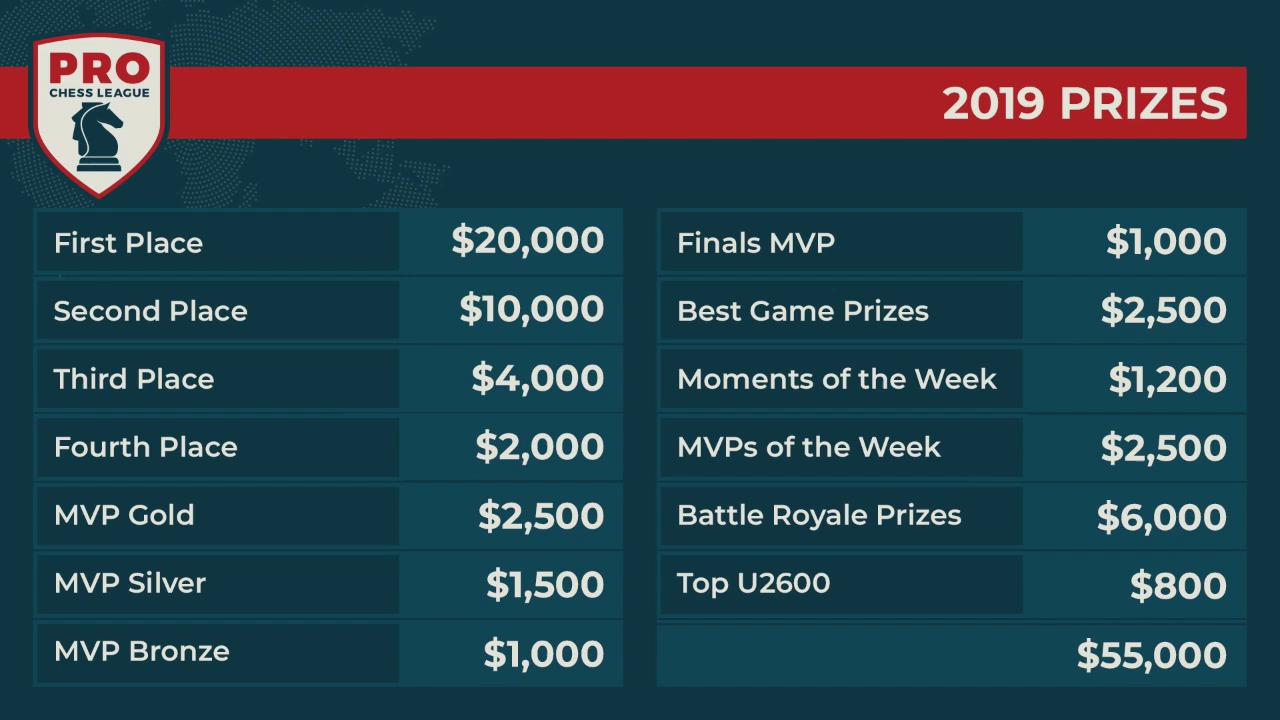 PRO
CHESS LEAGUE
2019 PRIZES
First Place $20,000
Second Place $10,000
Third Place $4,000
Fourth Place $2,000
MVP Gold $2,500
MVP Silver $1,500
MVP Bronze $1,000
Finals MVP $1,000
Best Game Prizes $2,500
Moments of the Week $1,200
MVPs of the Week $2,500
Battle Royale Prizes $6,000
Top U2600 $800
$55,000